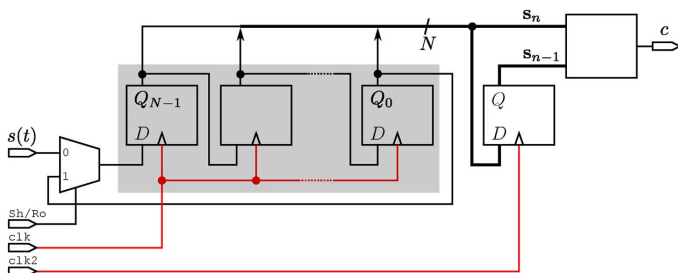 s_n
c
N
s_{n-1}
Q_{N-1}
Q_0
Q
s(t)
D
D
D
0
1
Sh/Ro
clk
clk2